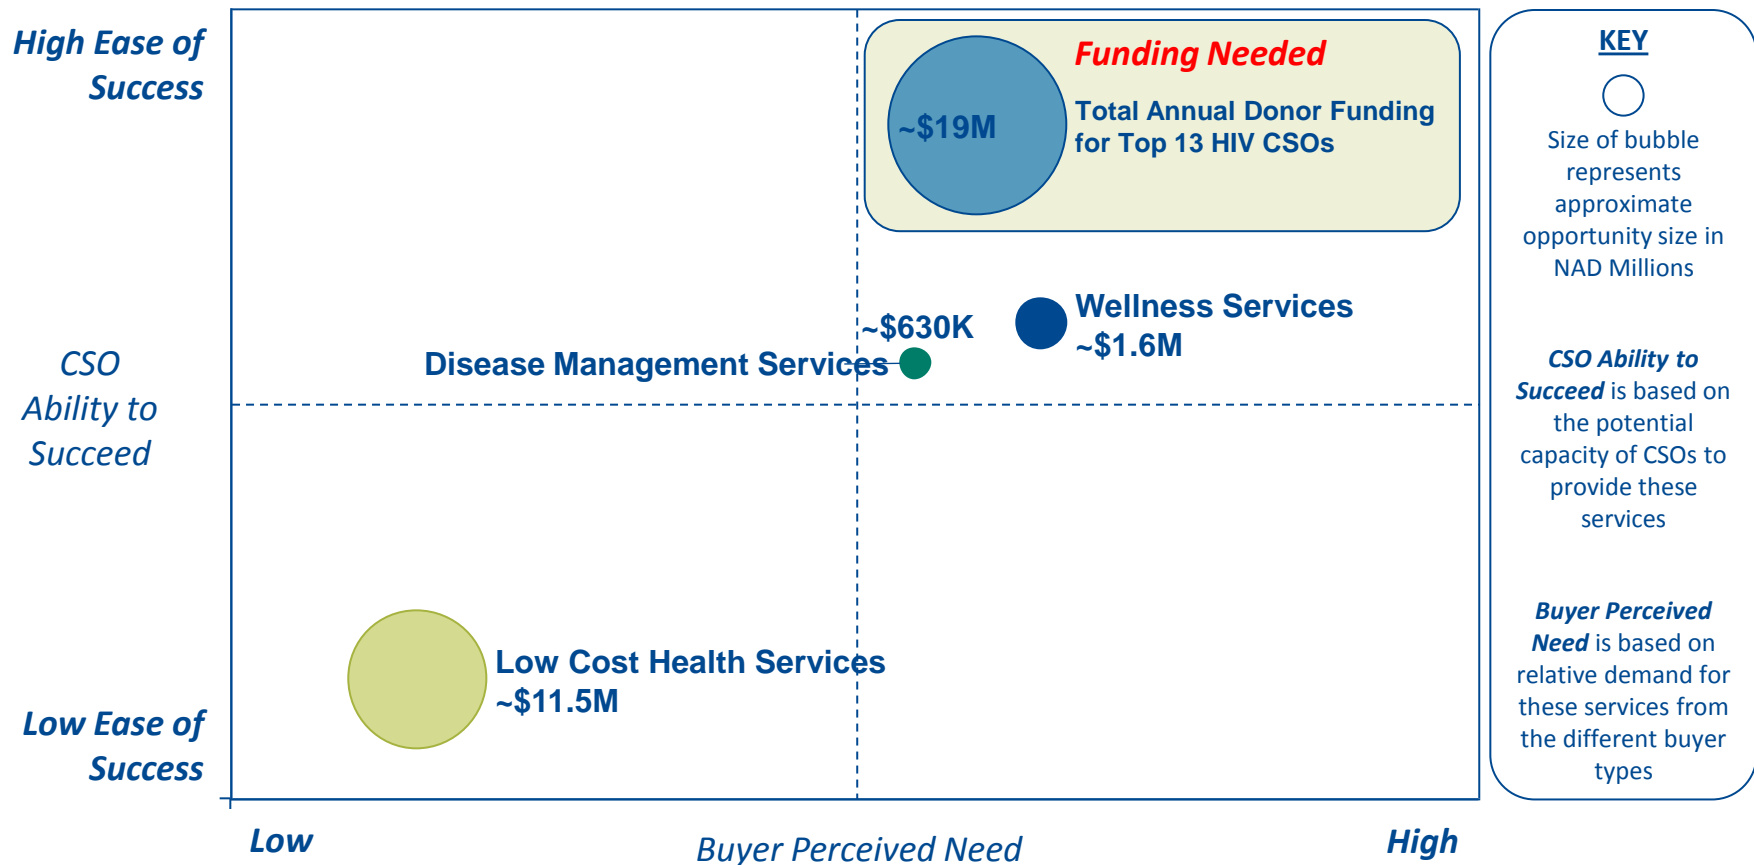 High Ease of
Success
CSO
Ability to
Succeed
Low Ease of
Success
Funding Needed
~$19M
Total Annual Donor Funding
for Top 13 HIV CSOs
Wellness Services
~$1.6M
~$630K
Disease Management Services
Low Cost Health Services
~$11.5M
Low
Buyer Perceived Need
High
KEY
Size of bubble
represents
approximate
opportunity size in
NAD Millions
CSO Ability to
Succeed is based on
the potential
capacity of CSOs to
provide these
services
Buyer Perceived
Need is based on
relative demand for
these services from
the different buyer
types